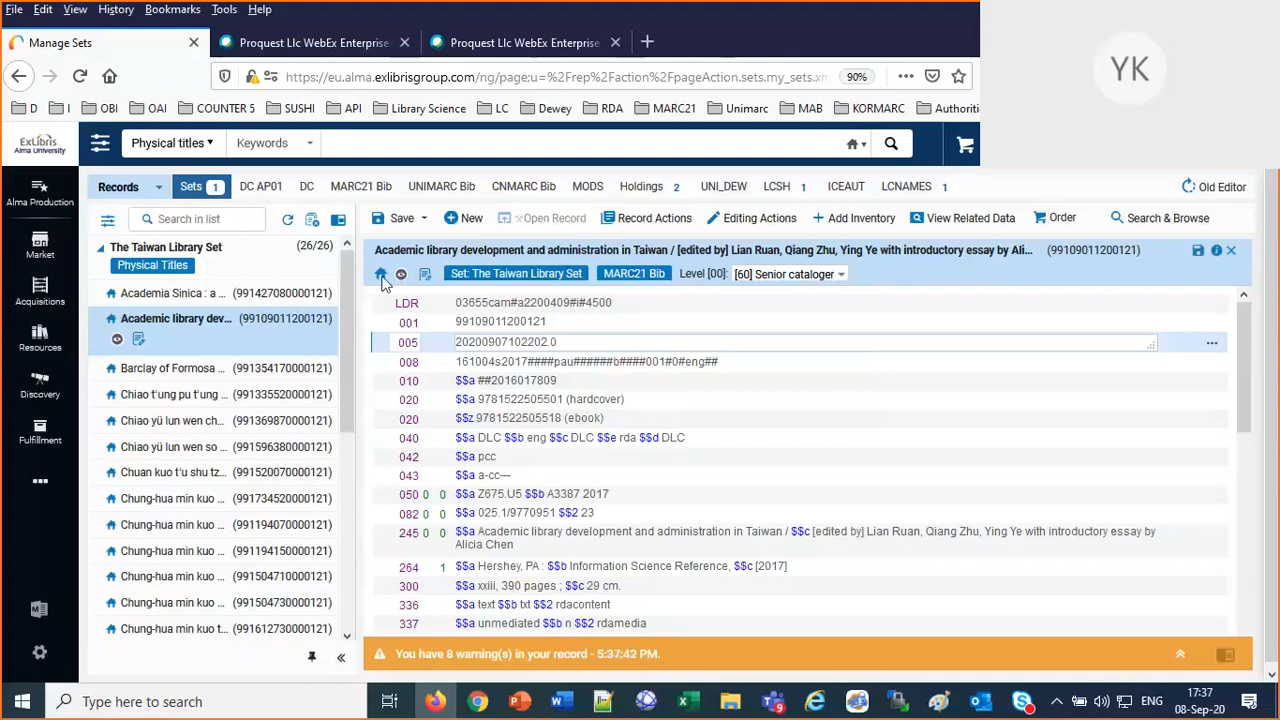 File Edit View History Bookmarks Tools Help
Manage Sets
Proquest Llc WebEx Enterprise
Proquest Llc WebEx Enterprise
YK
https://eu.alma.exlibrisgroup.com/ng/page;u=%2Frep%2Faction%2FpageAction.sets.my_sets.xm
90%
D I OBI OAI COUNTER 5 SUSHI API Library Science LC Dewey RDA MARC21 Unimarc MAB KORMARC Authoriti
ExLibris
Alma University
Physical titles Keywords
Alma Production
Market
Acquisitions
Resources
Discovery
Fulfillment
Records Sets 1 DC AP01 DC MARC21 Bib UNIMARC Bib CNMARC Bib MODS Holdings 2 UNI_DEW LCSH 1 ICEAUT LCNAMES 1 Old Editor
Search in list
Save New Open Record Record Actions Editing Actions Add Inventory View Related Data Order Search & Browse
The Taiwan Library Set (26/26)
Physical Titles
Academia Sinica : a ... (991427080000121)
Academic library dev... (99109011200121)
Barclay of Formosa ... (991354170000121)
Chiao t'ung pu t'ung ... (991335520000121)
Chiao yü lun wen ch... (991369870000121)
Chiao yü lun wen so ... (991596380000121)
Chuan kuo t'u shu tz... (991520070000121)
Chung-hua min kuo ... (991734520000121)
Chung-hua min kuo ... (991194070000121)
Chung-hua min kuo ... (991194150000121)
Chung-hua min kuo ... (991504710000121)
Chung-hua min kuo ... (991504730000121)
Chung-hua min kuo t... (991612730000121)
Academic library development and administration in Taiwan / [edited by] Lian Ruan, Qiang Zhu, Ying Ye with introductory essay by Ali... (99109011200121)
Set: The Taiwan Library Set MARC21 Bib Level [00]: [60] Senior cataloger
LDR 03655cam#a2200409#i#4500
001 99109011200121
005 20200907102202.0
008 161004s2017####pau######b####001#0#eng##
010 $$a ##2016017809
020 $$a 9781522505501 (hardcover)
020 $$z 9781522505518 (ebook)
040 $$a DLC $$b eng $$c DLC $$e rda $$d DLC
042 $$a pcc
043 $$a a-cc---
050 0 0 $$a Z675.U5 $$b A3387 2017
082 0 0 $$a 025.1/9770951 $$2 23
245 0 0 $$a Academic library development and administration in Taiwan / $$c [edited by] Lian Ruan, Qiang Zhu, Ying Ye with introductory essay by
Alicia Chen
264 1 $$a Hershey, PA : $$b Information Science Reference, $$c [2017]
300 $$a xxiii, 390 pages ; $$c 29 cm.
336 $$a text $$b txt $$2 rdacontent
337 $$a unmediated $$b n $$2 rdamedia
You have 8 warning(s) in your record - 5:37:42 PM.
Type here to search
ENG
17:37
08-Sep-20